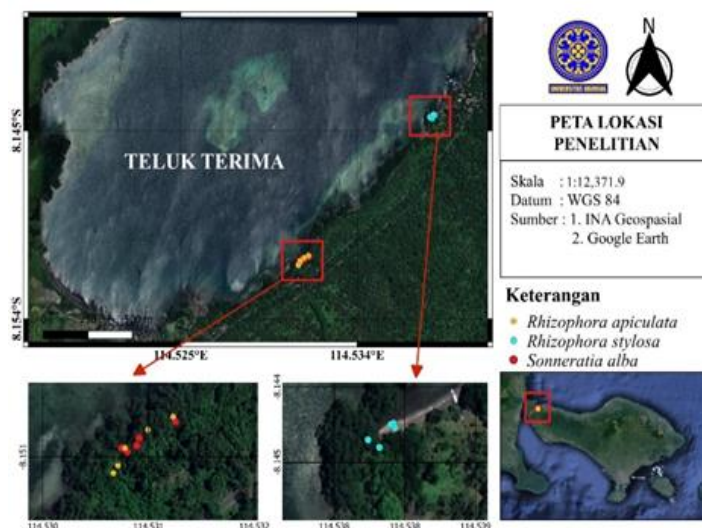 TELUK TERIMA
8.145°S
8.154°S
114.525°E
114.534°E
UNIVERSITAS UDAYANA
N
PETA LOKASI
PENELITIAN
Skala : 1:12,371.9
Datum : WGS 84
Sumber : 1. INA Geospasial
2. Google Earth
Keterangan
Rhizophora apiculata
Rhizophora stylosa
Sonneratia alba
-8.151
114.530
114.531
114.532
-8.144
-8.145
114.536
114.538
114.539